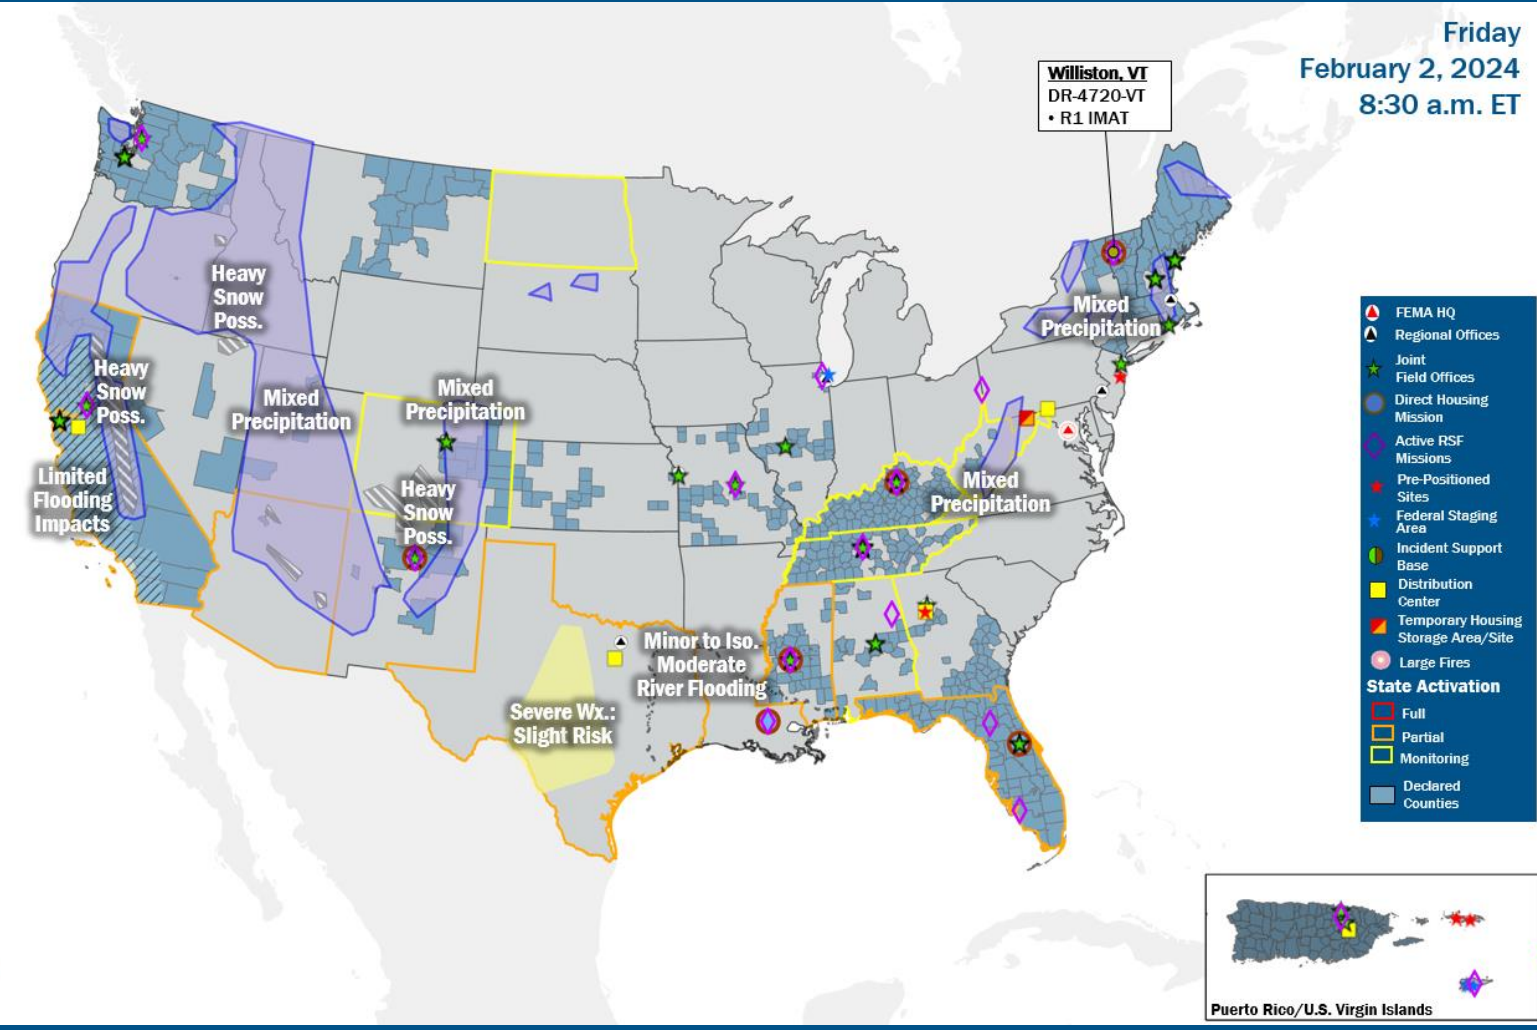 Friday
February 2, 2024
8:30 a.m. ET
Williston, VT
DR-4720-VT
• R1 IMAT
Heavy
Snow
Poss.
Mixed
Precipitation
Heavy
Snow
Poss.
Mixed
Precipitation
Mixed
Precipitation
Limited
Flooding
Impacts
Heavy
Snow
Poss.
Mixed
Precipitation
Minor to Iso.
Moderate
River Flooding
Severe Wx.:
Slight Risk
FEMA HQ
Regional Offices
Joint
Field Offices
Direct Housing
Mission
Active RSF
Missions
Pre-Positioned
Sites
Federal Staging
Area
Incident Support
Base
Distribution
Center
Temporary Housing
Storage Area/Site
Large Fires
State Activation
Full
Partial
Monitoring
Declared
Counties
Puerto Rico/U.S. Virgin Islands